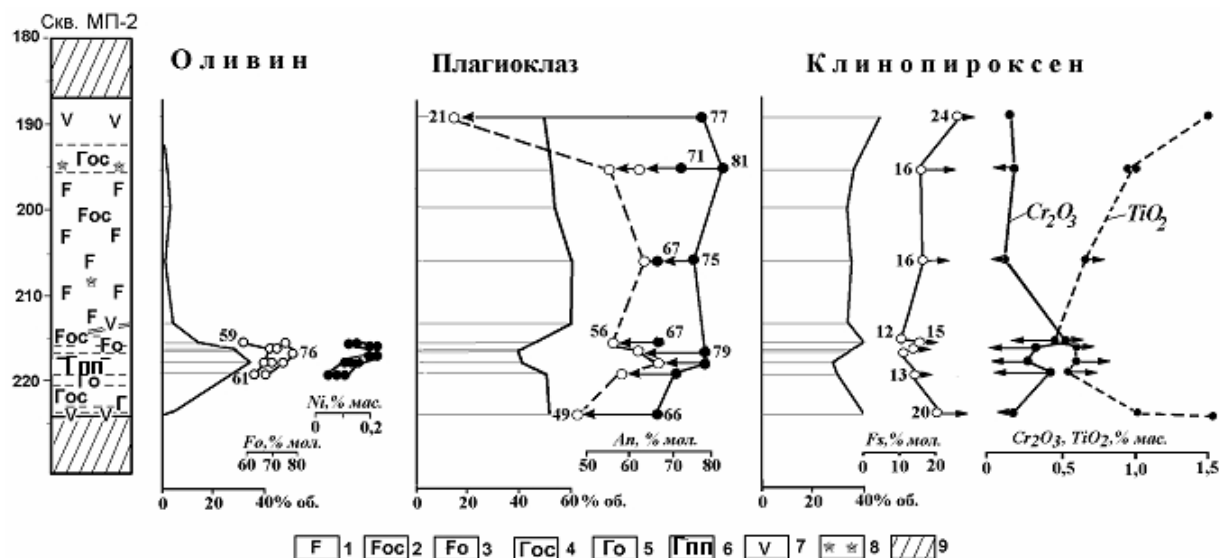 Скв. МП-2
Оливин Плагиоклаз Клинопироксен
180
190
200
210
220
V V
Гос
F F
Foc
F F
F
F F
F
V
Foc Fo
Гпп
Го
Гос Г
V V
59
76
61
Ni,% мас.
0 0,2
Fo,% мол.
60 70 80
0 40% об.
21 77
71 81
67 75
56 67
79
49 66
An, % мол.
50 60 70 80
0 20 40 60% об.
24
16
16
12 15
13
20
Fs,% мол.
0 10 20
0 20 40% об.
Cr2O3 TiO2
Cr2O3, TiO2,% мас.
0 0,5 1,0 1,5
F 1 Foc 2 Fo 3 Гос 4 Го 5 Гпп 6 V 7 8 9